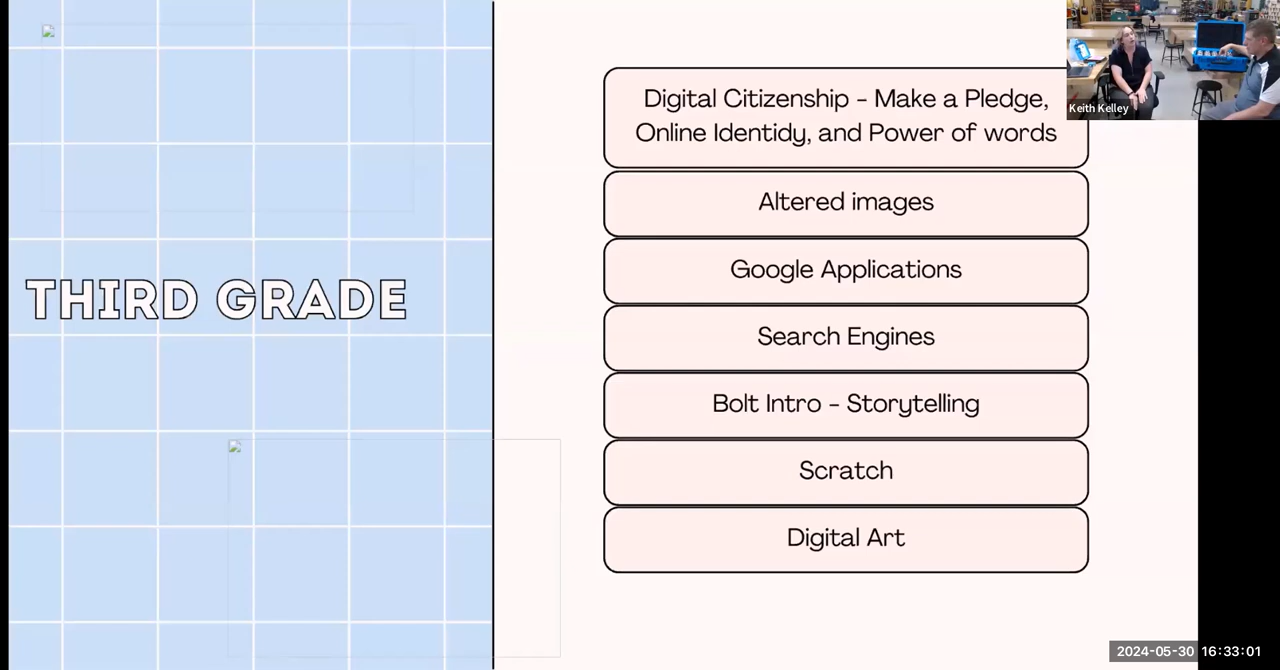 THIRD GRADE
Digital Citizenship - Make a Pledge,
Online Identidy, and Power of words
Altered images
Google Applications
Search Engines
Bolt Intro - Storytelling
Scratch
Digital Art
Keith Kelley
2024-05-30 16:33:01